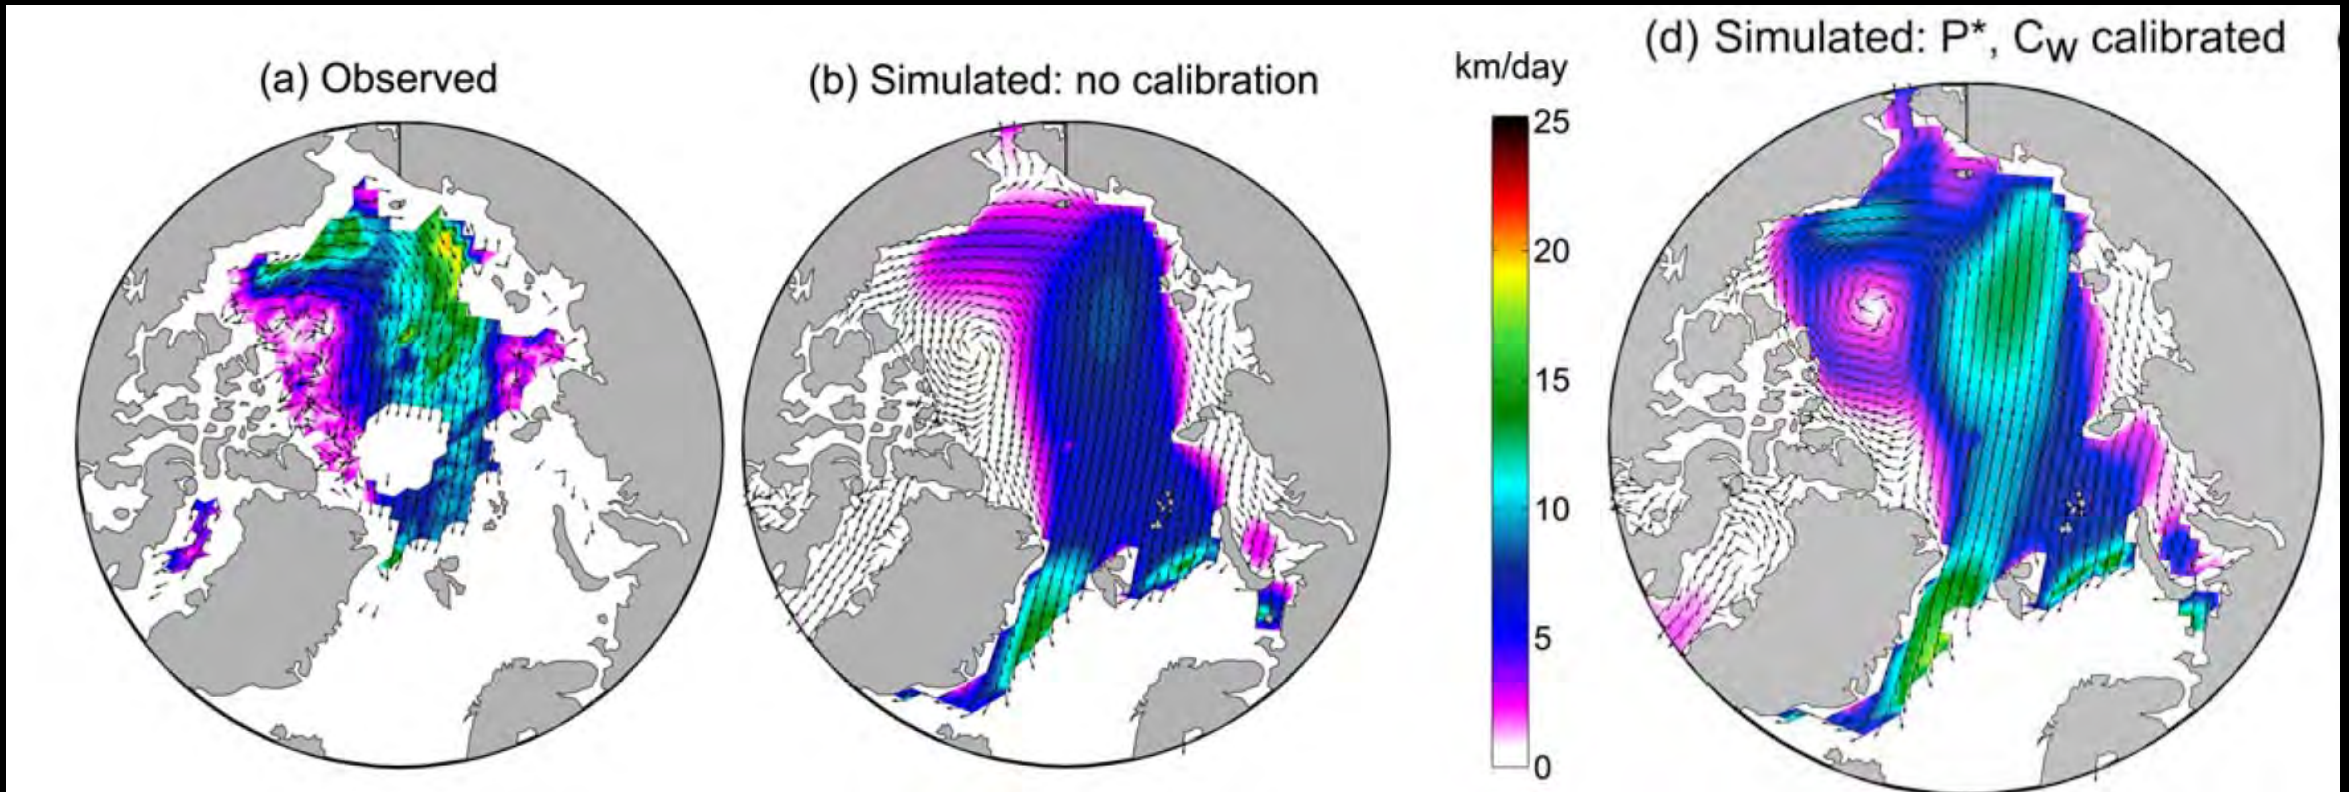 (a) Observed
(b) Simulated: no calibration
km/day
25
20
15
10
5
0
(d) Simulated: P*, CW calibrated